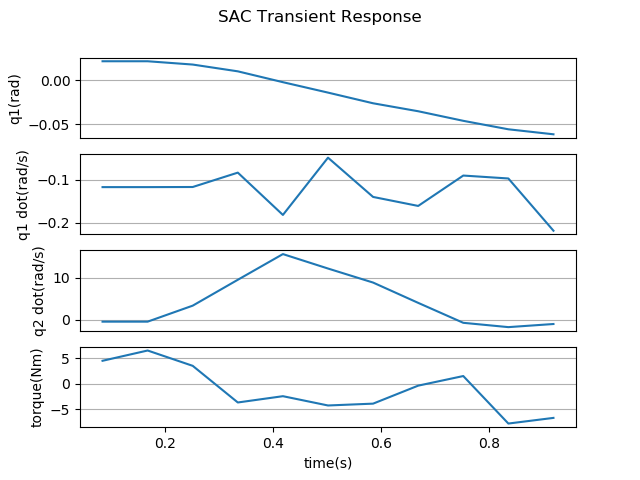 SAC Transient Response
q1(rad)
0.00
−0.05
q1 dot(rad/s)
−0.1
−0.2
q2 dot(rad/s)
10
0
torque(Nm)
5
0
−5
0.2 0.4 0.6 0.8
time(s)